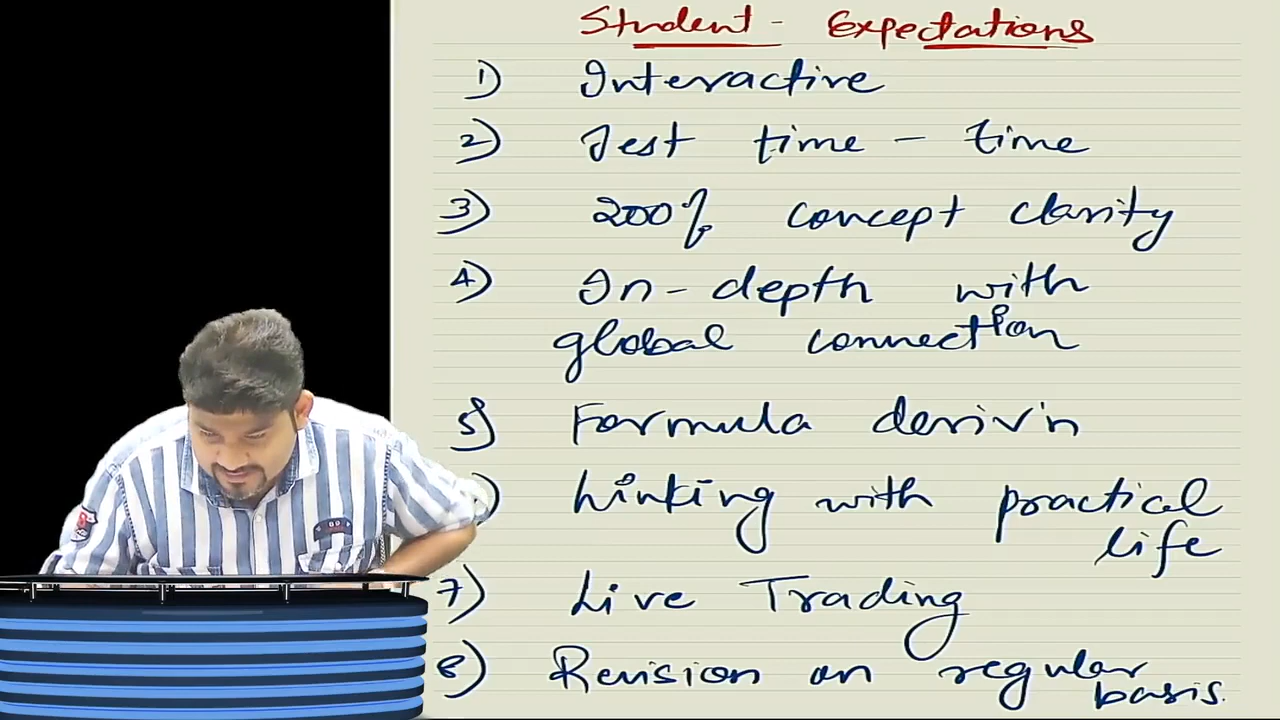 Student - Expectations
1) Interactive
2) Test time - time
3) 200% concept clarity
4) In-depth with
global connection
5) Formula deriv'n
) Linking with practical
life
7) Live Trading
8) Revision on regular
basis.